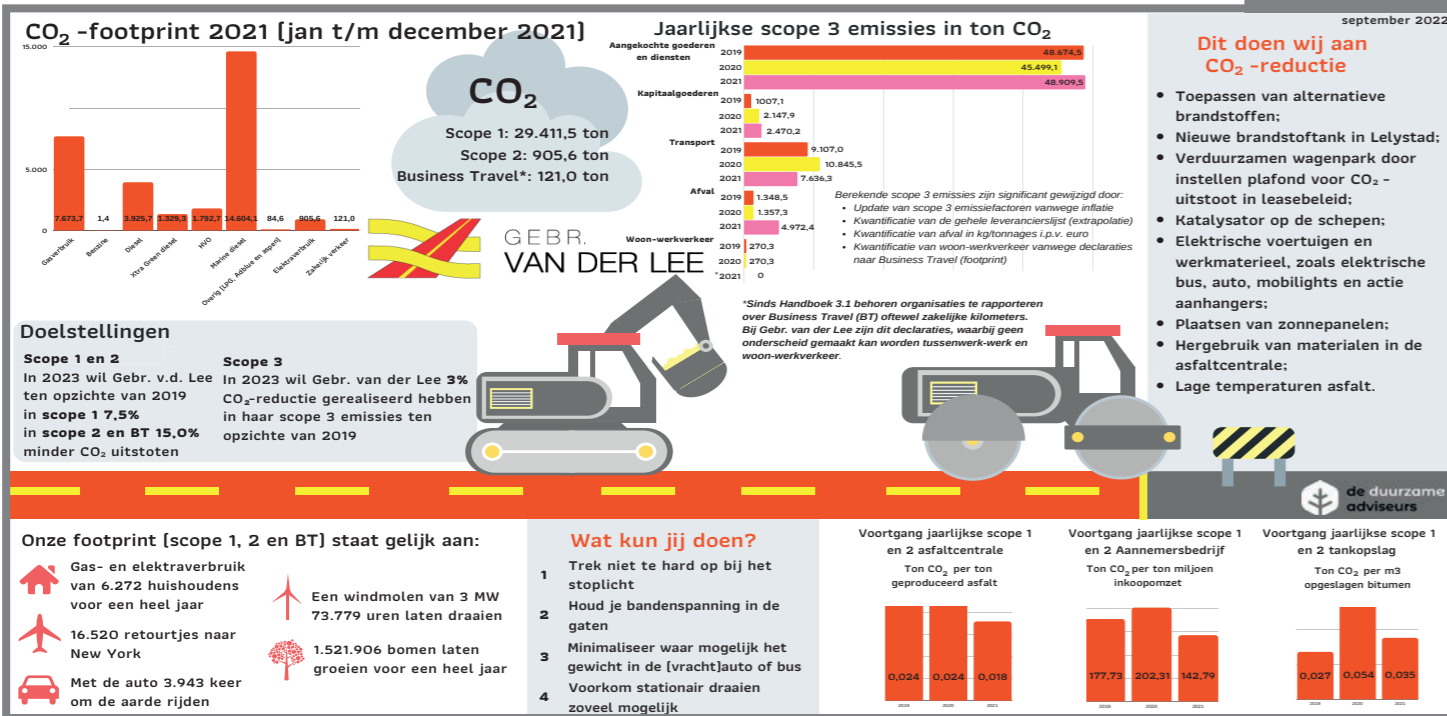 september 2022
CO₂ -footprint 2021 [jan t/m december 2021]
15.000
5.000
0
7.673,7
1,4
3.925,7
1.329,3
1.792,7
14.604,1
84,6
905,6
121,0
Gasverbruik
Benzine
Diesel
Xtra Green diesel
HVO
Marine diesel
Overig [LPG, Adblue en aspen]
Elektraverbruik
Zakelijk verkeer
CO₂
Scope 1: 29.411,5 ton
Scope 2: 905,6 ton
Business Travel*: 121,0 ton
GEBR.
VAN DER LEE
Jaarlijkse scope 3 emissies in ton CO₂
Aangekochte goederen
en diensten
2019 48.674,5
2020 45.499,1
2021 48.909,5
Kapitaalgoederen
2019 1007,1
2020 2.147,9
2021 2.470,2
Transport
2019 9.107,0
2020 10.845,5
2021 7.636,3
Afval
2019 1.348,5
2020 1.357,3
2021 4.972,4
Woon-werkverkeer
2019 270,3
2020 270,3
*2021 0
Berekende scope 3 emissies zijn significant gewijzigd door:
• Update van scope 3 emissiefactoren vanwege inflatie
• Kwantificatie van de gehele leverancierslijst (extrapolatie)
• Kwantificatie van afval in kg/tonnages i.p.v. euro
• Kwantificatie van woon-werkverkeer vanwege declaraties
naar Business Travel (footprint)
*Sinds Handboek 3.1 behoren organisaties te rapporteren
over Business Travel (BT) oftewel zakelijke kilometers.
Bij Gebr. van der Lee zijn dit declaraties, waarbij geen
onderscheid gemaakt kan worden tussenwerk-werk en
woon-werkverkeer.
Dit doen wij aan
CO₂ -reductie
• Toepassen van alternatieve
brandstoffen;
• Nieuwe brandstoftank in Lelystad;
• Verduurzamen wagenpark door
instellen plafond voor CO₂ -
uitstoot in leasebeleid;
• Katalysator op de schepen;
• Elektrische voertuigen en
werkmaterieel, zoals elektrische
bus, auto, mobilights en actie
aanhangers;
• Plaatsen van zonnepanelen;
• Hergebruik van materialen in de
asfaltcentrale;
• Lage temperaturen asfalt.
Doelstellingen
Scope 1 en 2
In 2023 wil Gebr. v.d. Lee
ten opzichte van 2019
in scope 1 7,5%
in scope 2 en BT 15,0%
minder CO₂ uitstoten
Scope 3
In 2023 wil Gebr. van der Lee 3%
CO₂-reductie gerealiseerd hebben
in haar scope 3 emissies ten
opzichte van 2019
de duurzame
adviseurs
Onze footprint [scope 1, 2 en BT] staat gelijk aan:
Gas- en elektraverbruik
van 6.272 huishoudens
voor een heel jaar
16.520 retourtjes naar
New York
Met de auto 3.943 keer
om de aarde rijden
Een windmolen van 3 MW
73.779 uren laten draaien
1.521.906 bomen laten
groeien voor een heel jaar
Wat kun jij doen?
1 Trek niet te hard op bij het
stoplicht
2 Houd je bandenspanning in de
gaten
3 Minimaliseer waar mogelijk het
gewicht in de [vracht]auto of bus
4 Voorkom stationair draaien
zoveel mogelijk
Voortgang jaarlijkse scope 1
en 2 asfaltcentrale
Ton CO₂ per ton
geproduceerd asfalt
0,024 0,024 0,018
2019 2020 2021
Voortgang jaarlijkse scope 1
en 2 Aannemersbedrijf
Ton CO₂ per ton miljoen
inkoopomzet
177,73 202,31 142,79
2019 2020 2021
Voortgang jaarlijkse scope 1
en 2 tankopslag
Ton CO₂ per m3
opgeslagen bitumen
0,027 0,054 0,035
2019 2020 2021